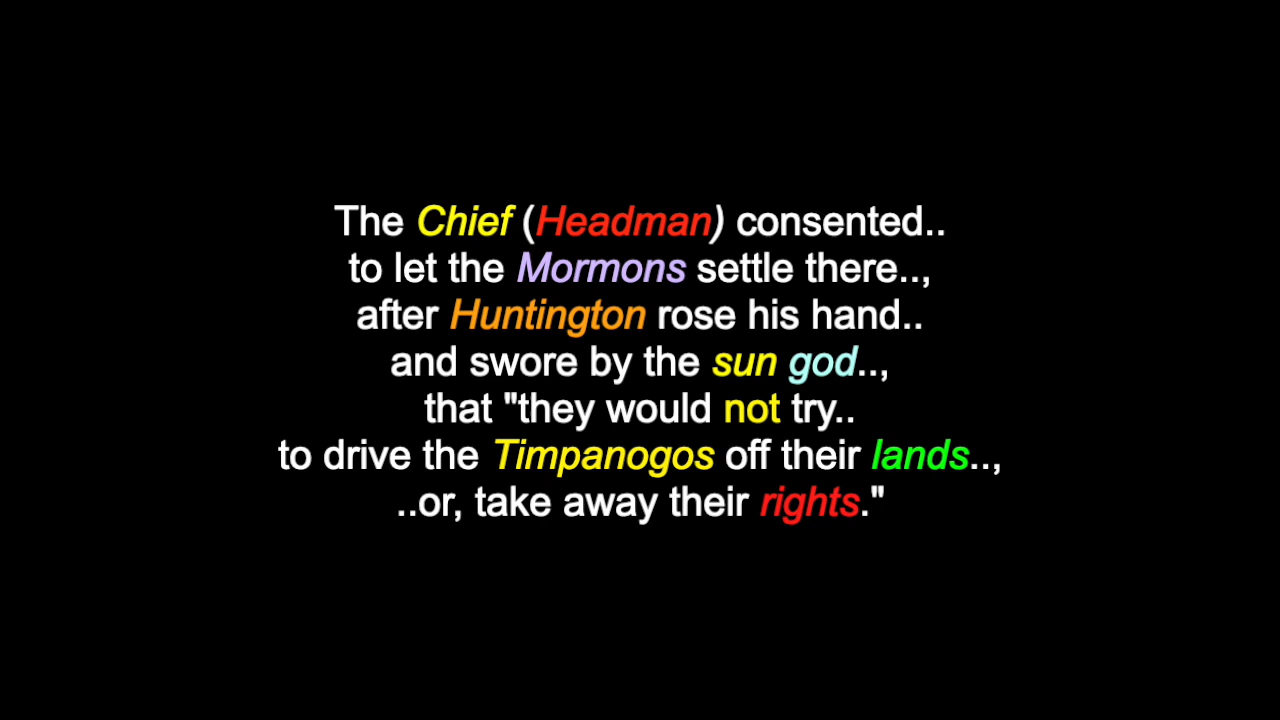 The Chief (Headman) consented..
to let the Mormons settle there..,
after Huntington rose his hand..
and swore by the sun god..,
that "they would not try..
to drive the Timpanogos off their lands..,
..or, take away their rights."